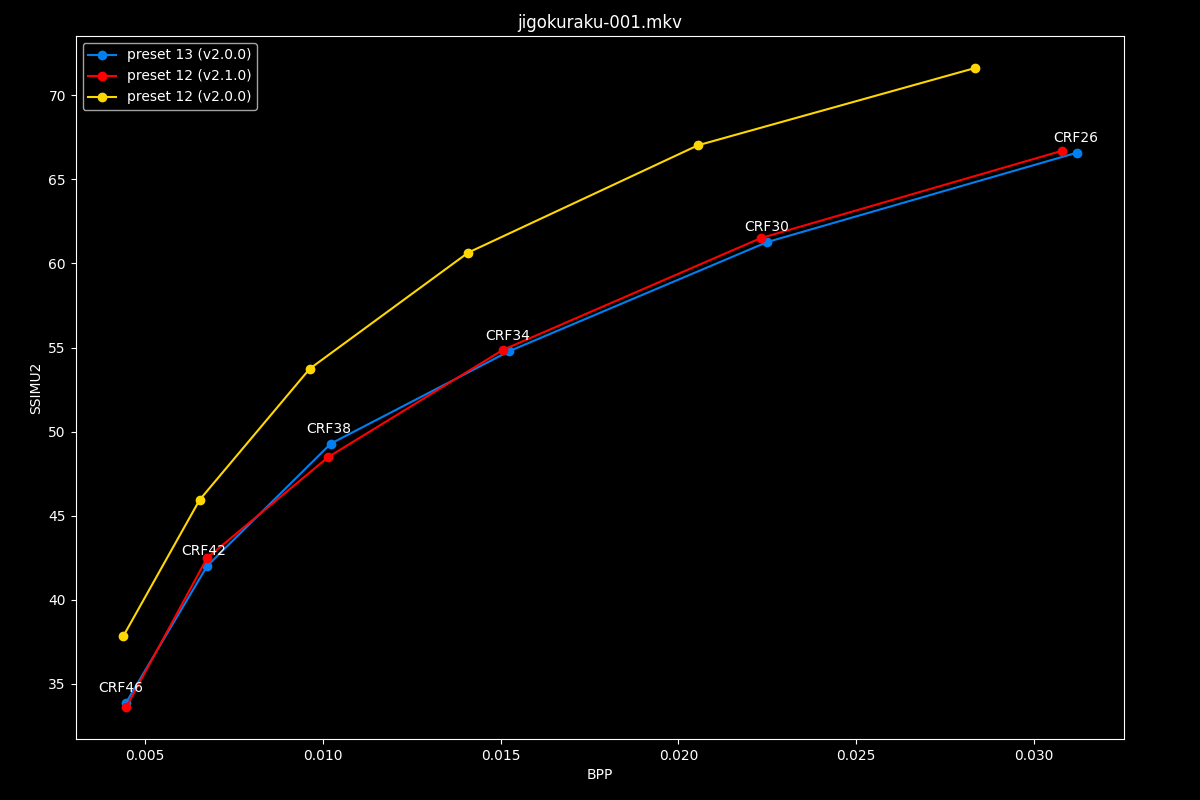 jigokuraku-001.mkv
preset 13 (v2.0.0)
preset 12 (v2.1.0)
preset 12 (v2.0.0)
CRF26
CRF30
CRF34
CRF38
CRF42
CRF46
SSIMU2
70
65
60
55
50
45
40
35
0.005 0.010 0.015 0.020 0.025 0.030
BPP